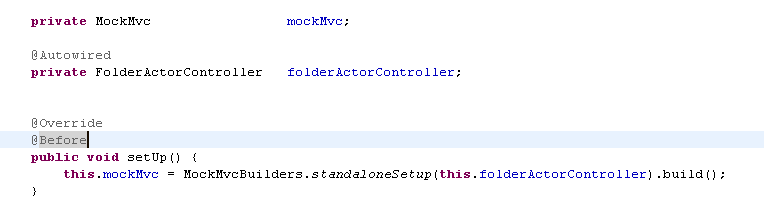 private MockMvc mockMvc;
@Autowired
private FolderActorController folderActorController;
@Override
@Before
public void setUp() {
this.mockMvc = MockMvcBuilders.standaloneSetup(this.folderActorController).build();
}